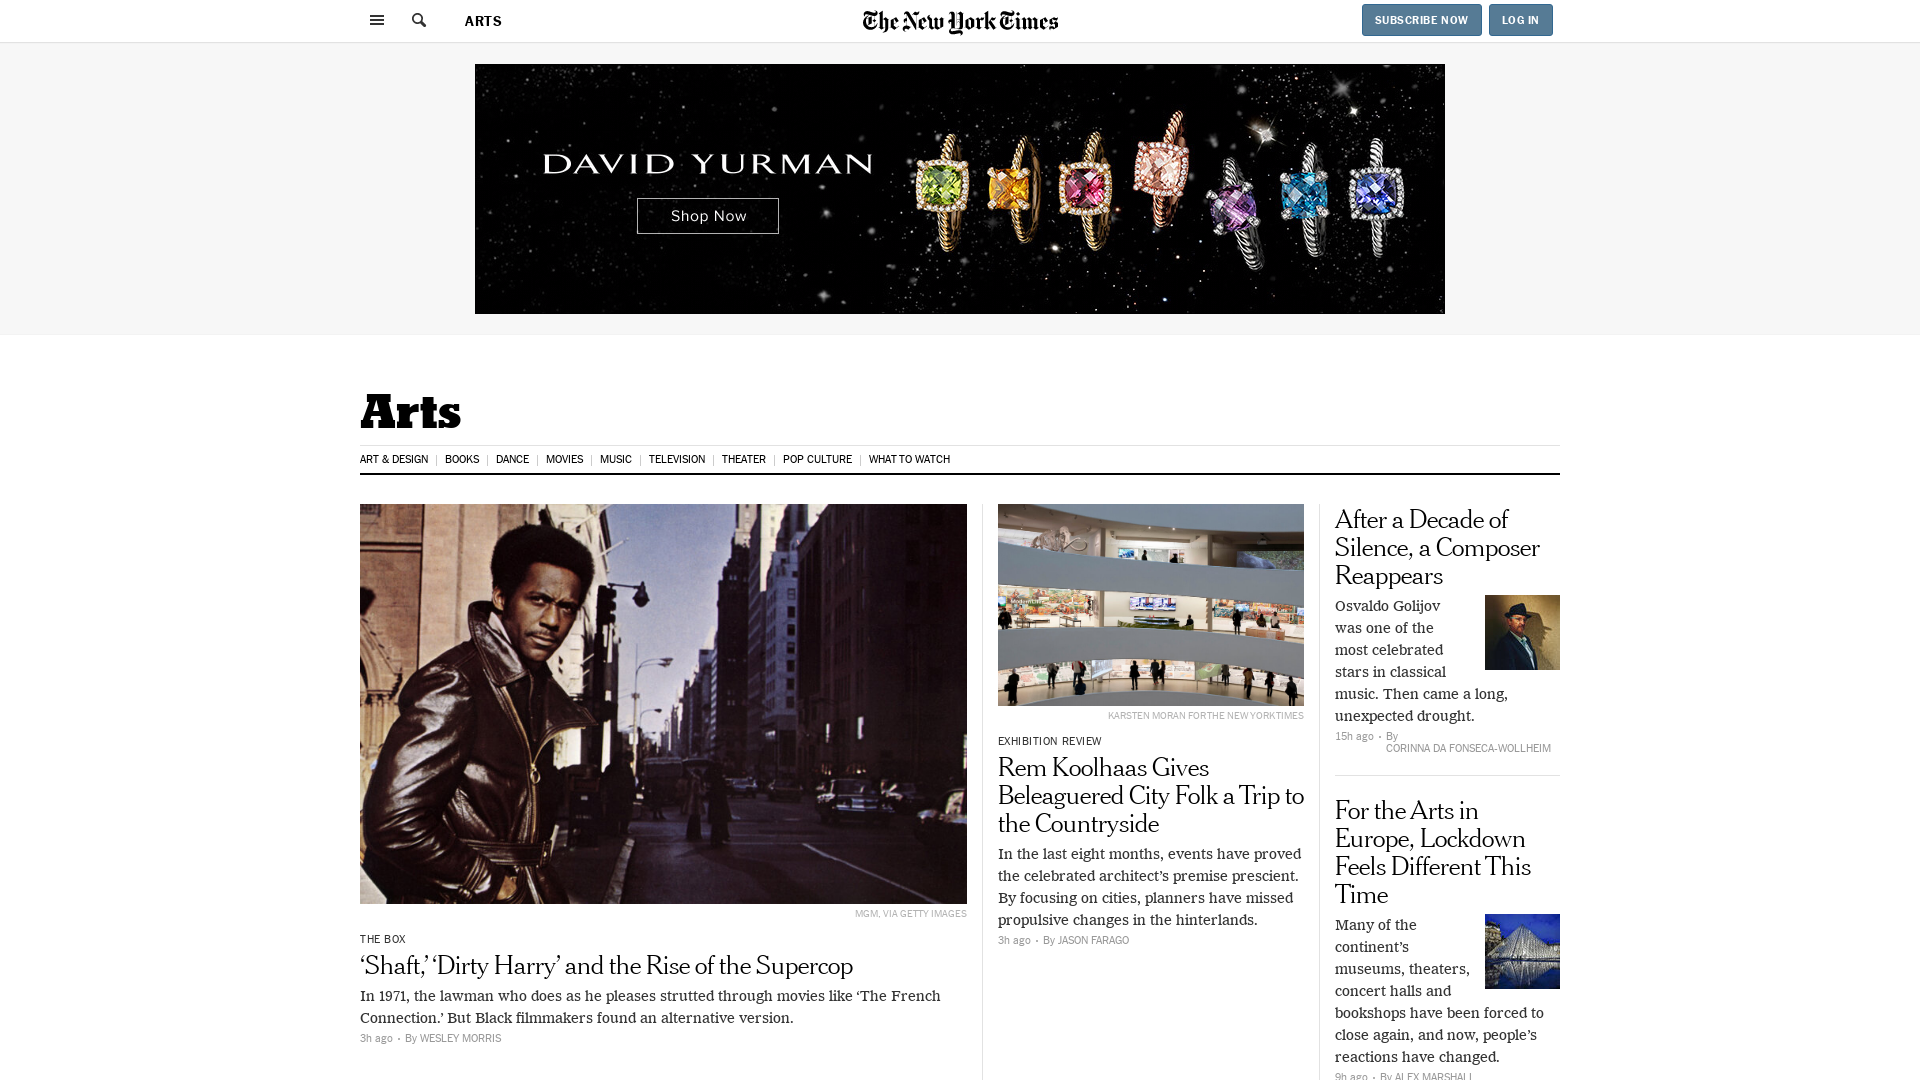 ARTS
The New York Times
SUBSCRIBE NOW
LOG IN
DAVID YURMAN
Shop Now
Arts
ART & DESIGN
BOOKS
DANCE
MOVIES
MUSIC
TELEVISION
THEATER
POP CULTURE
WHAT TO WATCH
MGM, VIA GETTY IMAGES
THE BOX
‘Shaft,’ ‘Dirty Harry’ and the Rise of the Supercop
In 1971, the lawman who does as he pleases strutted through movies like ‘The French
Connection.’ But Black filmmakers found an alternative version.
3h ago • By WESLEY MORRIS
KARSTEN MORAN FOR THE NEW YORK TIMES
EXHIBITION REVIEW
Rem Koolhaas Gives
Beleaguered City Folk a Trip to
the Countryside
In the last eight months, events have proved
the celebrated architect’s premise prescient.
By focusing on cities, planners have missed
propulsive changes in the hinterlands.
3h ago • By JASON FARAGO
After a Decade of
Silence, a Composer
Reappears
Osvaldo Golijov
was one of the
most celebrated
stars in classical
music. Then came a long,
unexpected drought.
15h ago • By
CORINNA DA FONSECA-WOLLHEIM
For the Arts in
Europe, Lockdown
Feels Different This
Time
Many of the
continent’s
museums, theaters,
concert halls and
bookshops have been forced to
close again, and now, people’s
reactions have changed.
9h ago • By ALEX MARSHALL